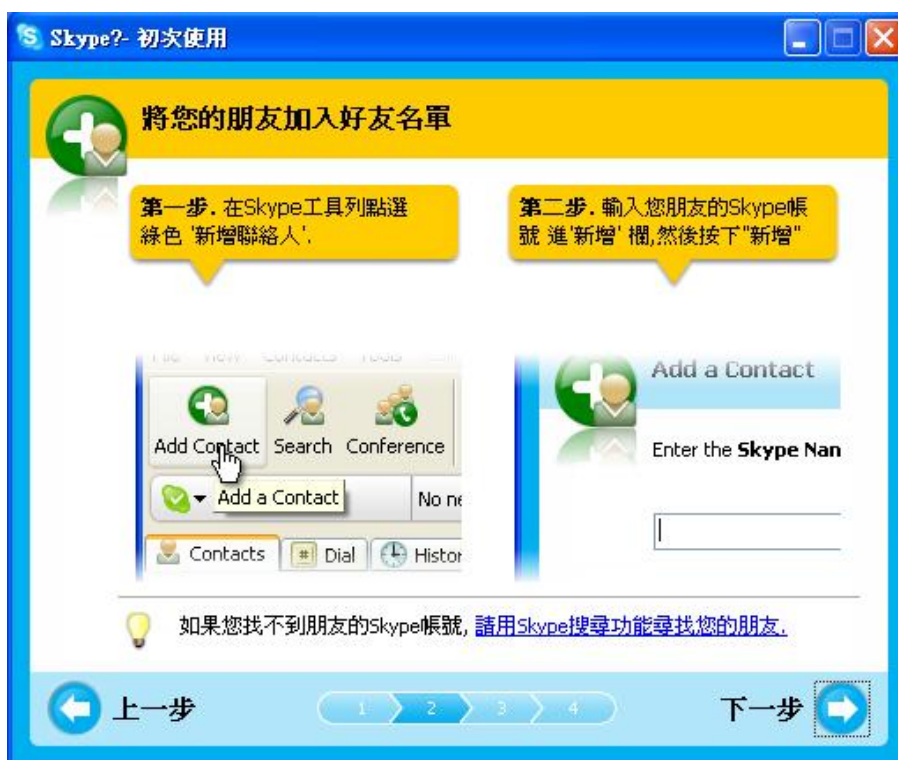 Skype?- 初次使用
將您的朋友加入好友名單
第一步. 在Skype工具列點選
綠色 '新增聯絡人'.
第二步. 輸入您朋友的Skype帳
號 進'新增' 欄,然後按下"新增"
File View Contacts Tools
Add Contact Search Conference
Add a Contact
No ne
Contacts # Dial Histor
Add a Contact
Enter the Skype Nan
如果您找不到朋友的Skype帳號, 請用Skype搜尋功能尋找您的朋友.
上一步
1 2 3 4
下一步